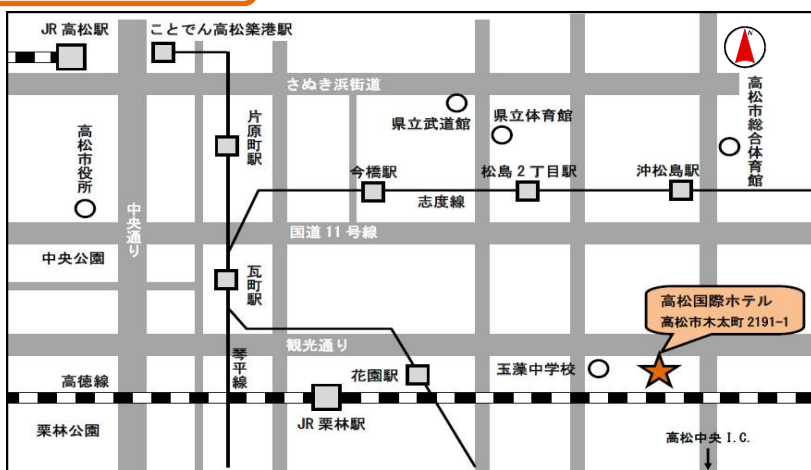 JR 高松駅
ことでん高松築港駅
N
さぬき浜街道
片原町駅
県立武道館
県立体育館
高松市総合体育館
高松市役所
今橋駅
松島2丁目駅
沖松島駅
志度線
中央通り
国道11号線
中央公園
瓦町駅
高松国際ホテル
高松市木太町 2191-1
観光通り
琴平線
花園駅
玉藻中学校
高徳線
JR 栗林駅
栗林公園
高松中央 I.C.